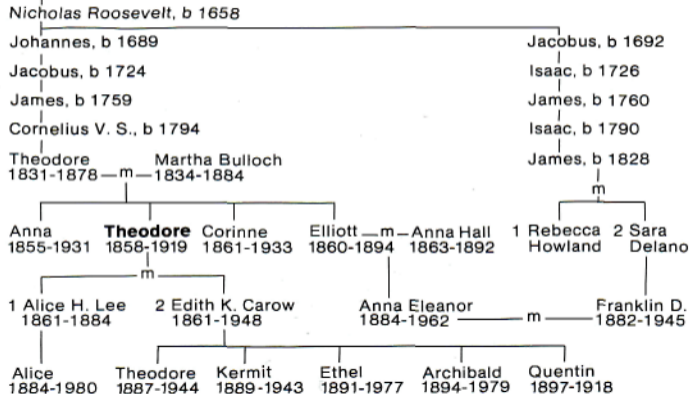 Nicholas Roosevelt, b 1658
Johannes, b 1689 Jacobus, b 1692
Jacobus, b 1724 Isaac, b 1726
James, b 1759 James, b 1760
Cornelius V. S., b 1794 Isaac, b 1790
Theodore Martha Bulloch James, b 1828
1831-1878 m 1834-1884
m
Anna Theodore Corinne Elliott m Anna Hall 1 Rebecca 2 Sara
1855-1931 1858-1919 1861-1933 1860-1894 1863-1892 Howland Delano
m
1 Alice H. Lee 2 Edith K. Carow Anna Eleanor Franklin D.
1861-1884 1861-1948 1884-1962 m 1882-1945
Alice Theodore Kermit Ethel Archibald Quentin
1884-1980 1887-1944 1889-1943 1891-1977 1894-1979 1897-1918